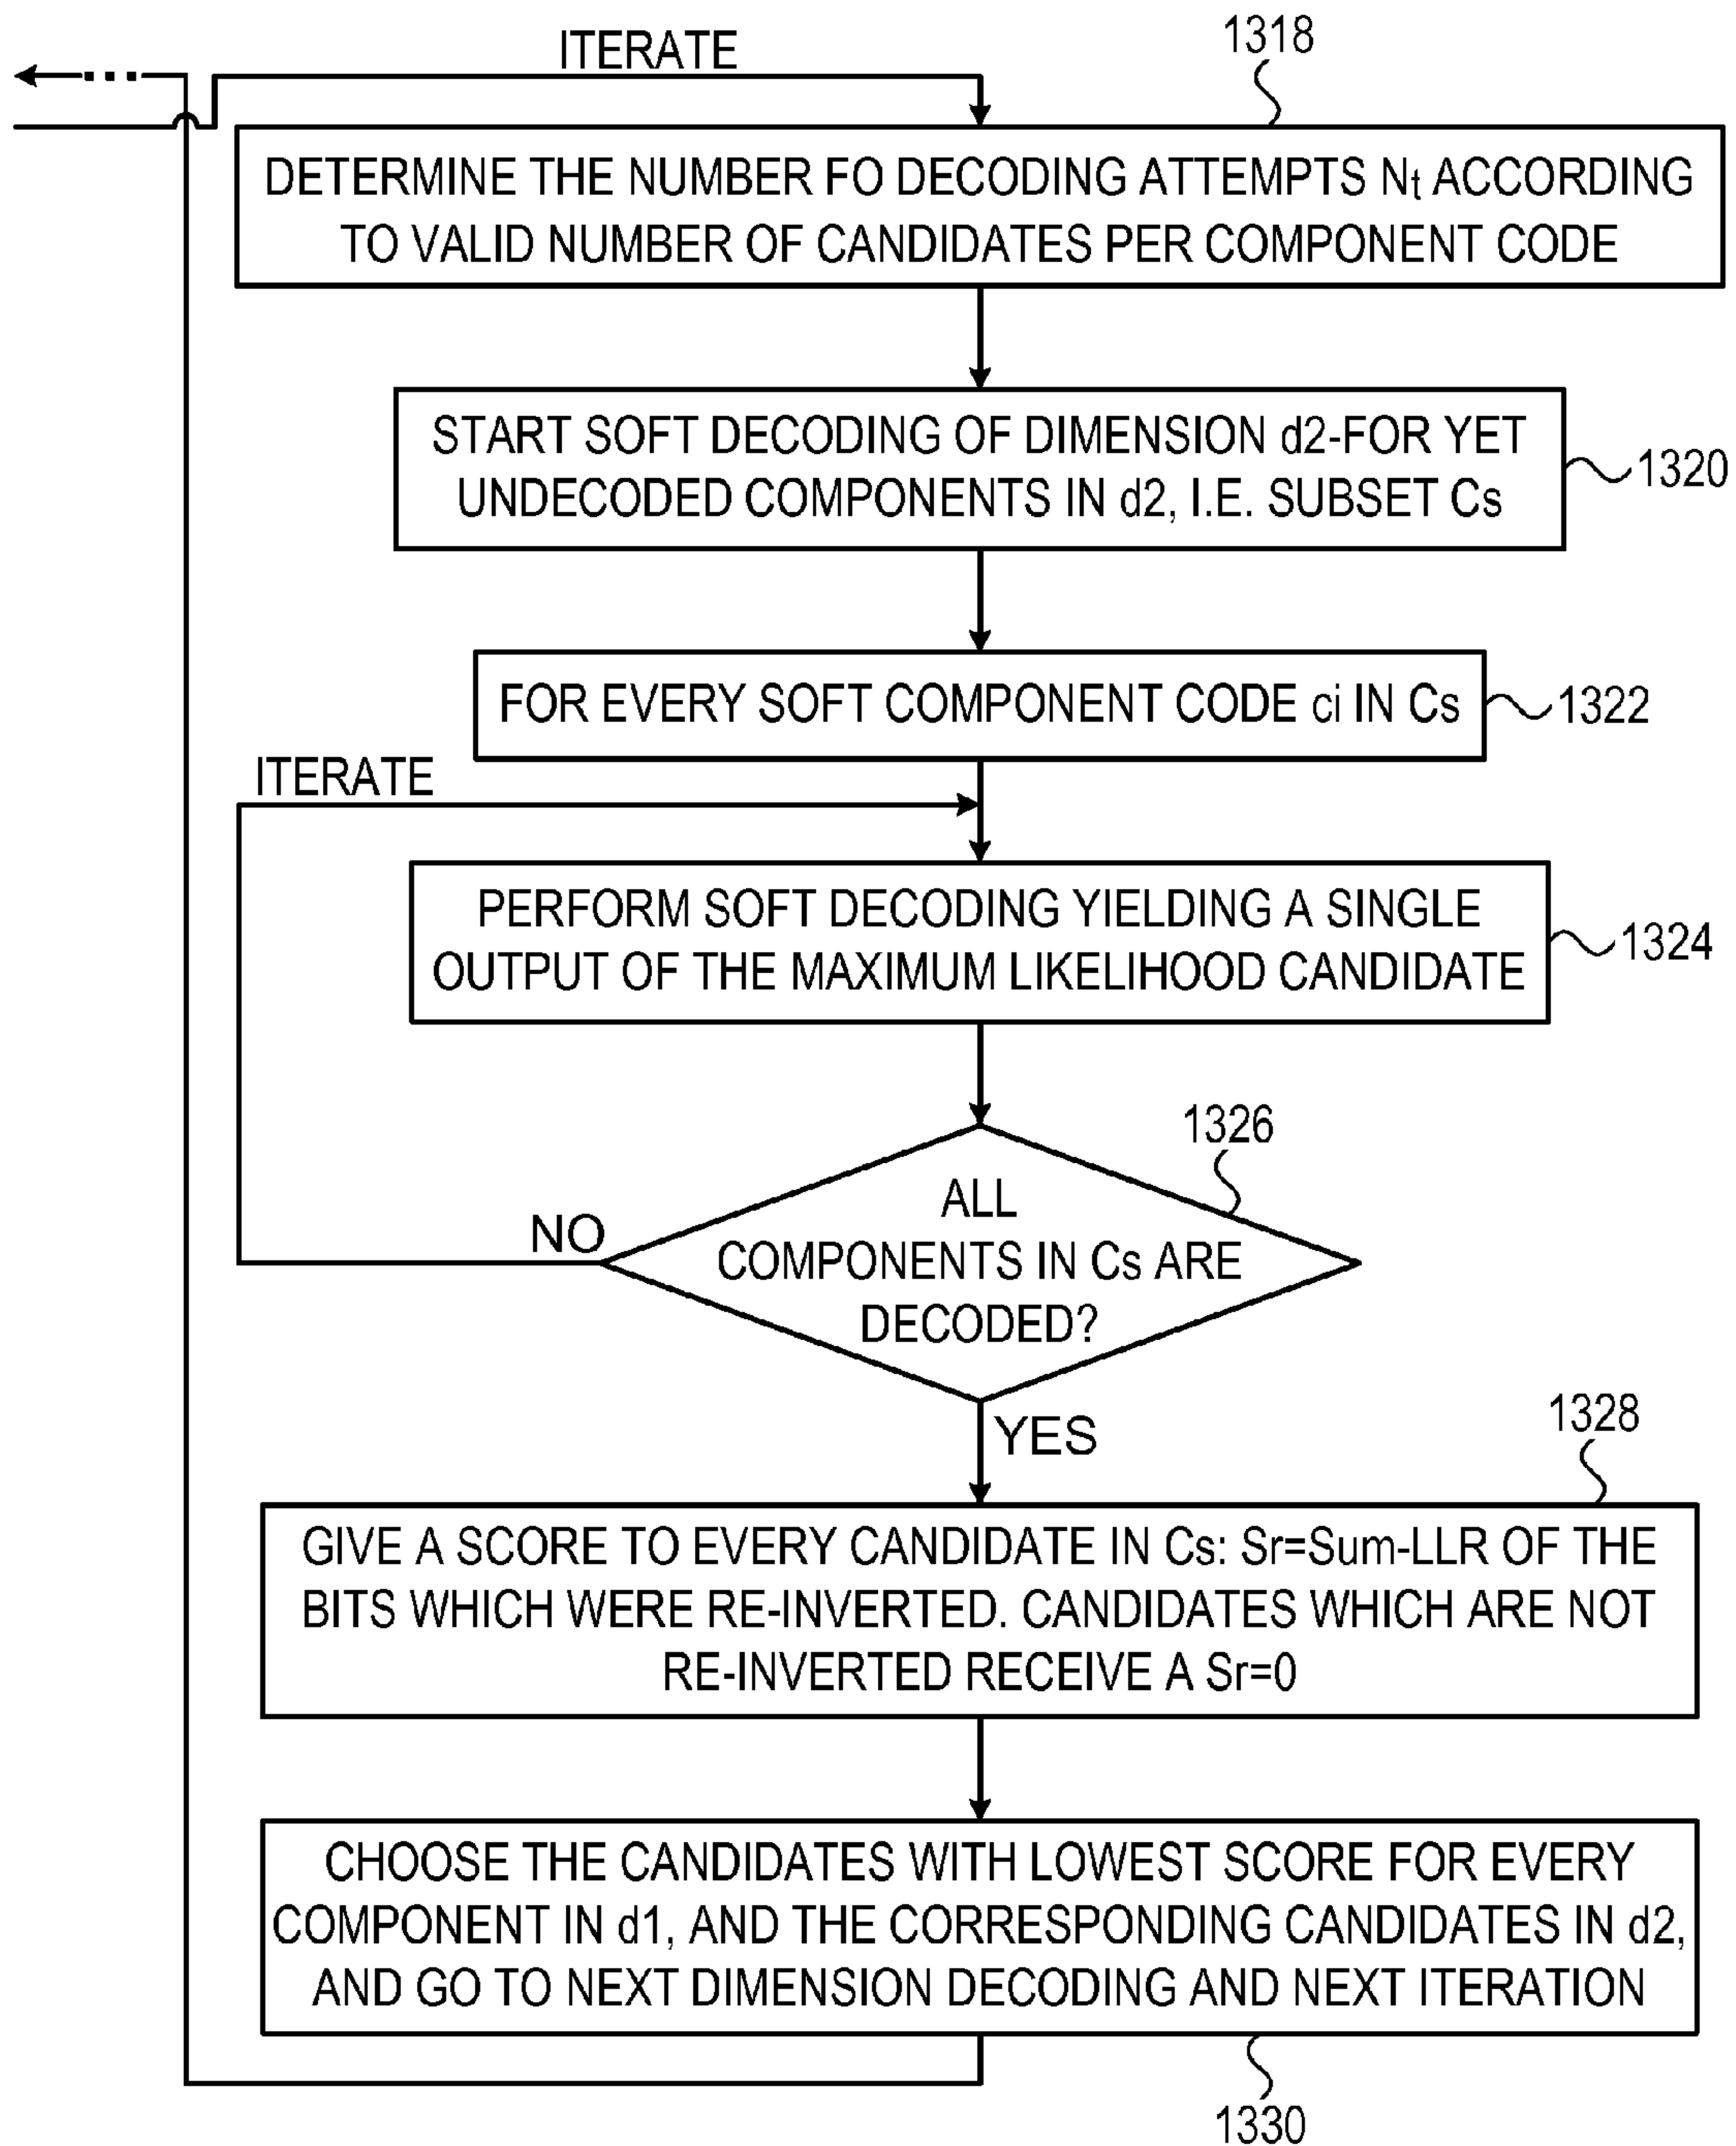 1318
ITERATE
DETERMINE THE NUMBER FO DECODING ATTEMPTS Nt ACCORDING
TO VALID NUMBER OF CANDIDATES PER COMPONENT CODE
START SOFT DECODING OF DIMENSION d2-FOR YET
UNDECODED COMPONENTS IN d2, I.E. SUBSET Cs
1320
FOR EVERY SOFT COMPONENT CODE ci IN Cs
1322
ITERATE
PERFORM SOFT DECODING YIELDING A SINGLE
OUTPUT OF THE MAXIMUM LIKELIHOOD CANDIDATE
1324
1326
ALL
COMPONENTS IN Cs ARE
DECODED?
NO
YES
1328
GIVE A SCORE TO EVERY CANDIDATE IN Cs: Sr=Sum-LLR OF THE
BITS WHICH WERE RE-INVERTED. CANDIDATES WHICH ARE NOT
RE-INVERTED RECEIVE A Sr=0
CHOOSE THE CANDIDATES WITH LOWEST SCORE FOR EVERY
COMPONENT IN d1, AND THE CORRESPONDING CANDIDATES IN d2,
AND GO TO NEXT DIMENSION DECODING AND NEXT ITERATION
1330